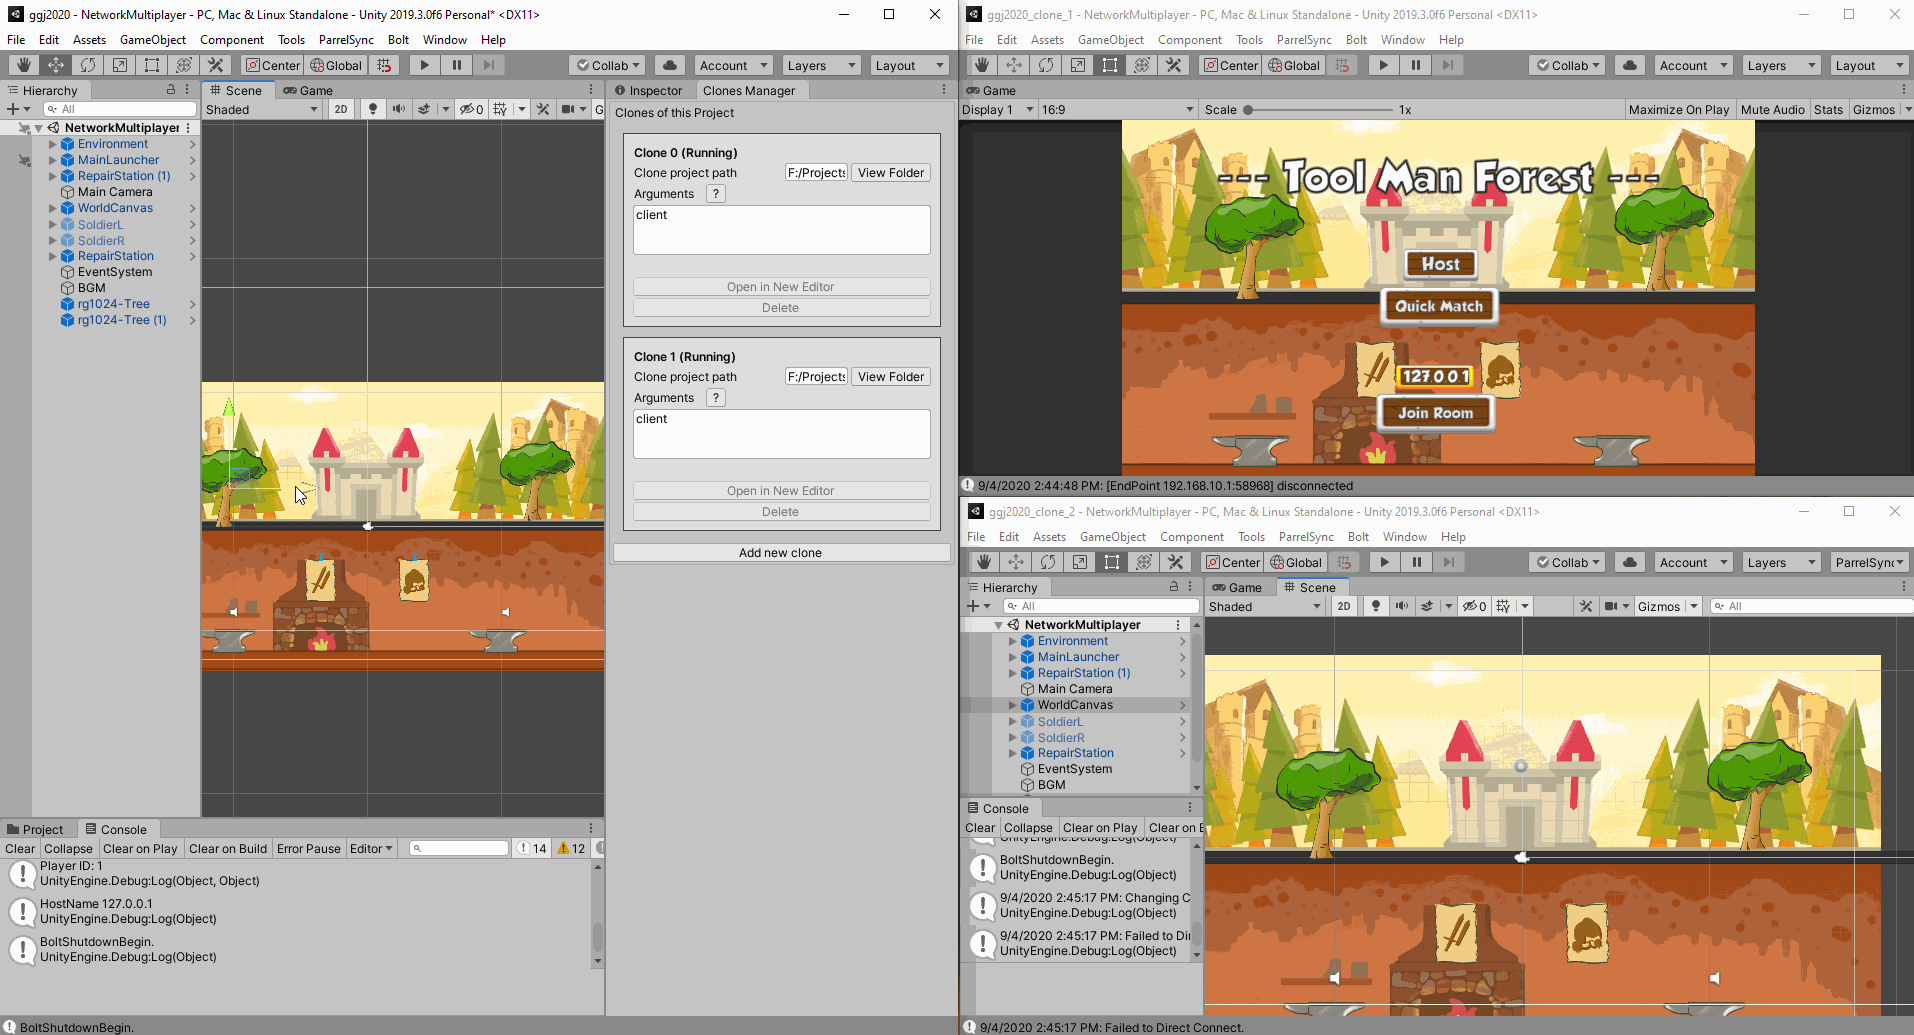 ggj2020 - NetworkMultiplayer - PC, Mac & Linux Standalone - Unity 2019.3.0f6 Personal* <DX11>
File Edit Assets GameObject Component Tools ParrelSync Bolt Window Help
Center Global Collab Account Layers Layout
Hierarchy
All
NetworkMultiplayer
Environment
MainLauncher
RepairStation (1)
Main Camera
WorldCanvas
SoldierL
SoldierR
RepairStation
EventSystem
BGM
rg1024-Tree
rg1024-Tree (1)
Scene Game
Shaded 2D 0 G
Inspector Clones Manager
Clones of this Project
Clone 0 (Running)
Clone project path F:/Projects View Folder
Arguments ?
client
Open in New Editor
Delete
Clone 1 (Running)
Clone project path F:/Projects View Folder
Arguments ?
client
Open in New Editor
Delete
Add new clone
Project Console
Clear Collapse Clear on Play Clear on Build Error Pause Editor 14 12
Player ID: 1
UnityEngine.Debug:Log(Object, Object)
HostName 127.0.0.1
UnityEngine.Debug:Log(Object)
BoltShutdownBegin.
UnityEngine.Debug:Log(Object)
BoltShutdownBegin.
ggj2020_clone_1 - NetworkMultiplayer - PC, Mac & Linux Standalone - Unity 2019.3.0f6 Personal <DX11>
File Edit Assets GameObject Component Tools ParrelSync Bolt Window Help
Center Global Collab Account Layers Layout
Game
Display 1 16:9 Scale 1x Maximize On Play Mute Audio Stats Gizmos
--- Tool Man Forest ---
Host
Quick Match
127.0.0.1
Join Room
9/4/2020 2:44:48 PM: [EndPoint 192.168.10.1:58968] disconnected
ggj2020_clone_2 - NetworkMultiplayer - PC, Mac & Linux Standalone - Unity 2019.3.0f6 Personal <DX11>
File Edit Assets GameObject Component Tools ParrelSync Bolt Window Help
Center Global Collab Account Layers ParrelSync
Hierarchy
All
NetworkMultiplayer
Environment
MainLauncher
RepairStation (1)
Main Camera
WorldCanvas
SoldierL
SoldierR
RepairStation
EventSystem
BGM
Game Scene
Shaded 2D 0 Gizmos All
Console
Clear Collapse Clear on Play Clear on E
UnityEngine.Debug:Log(Object)
BoltShutdownBegin.
UnityEngine.Debug:Log(Object)
9/4/2020 2:45:17 PM: Changing C
UnityEngine.Debug:Log(Object)
9/4/2020 2:45:17 PM: Failed to Dir
UnityEngine.Debug:Log(Object)
9/4/2020 2:45:17 PM: Failed to Direct Connect.